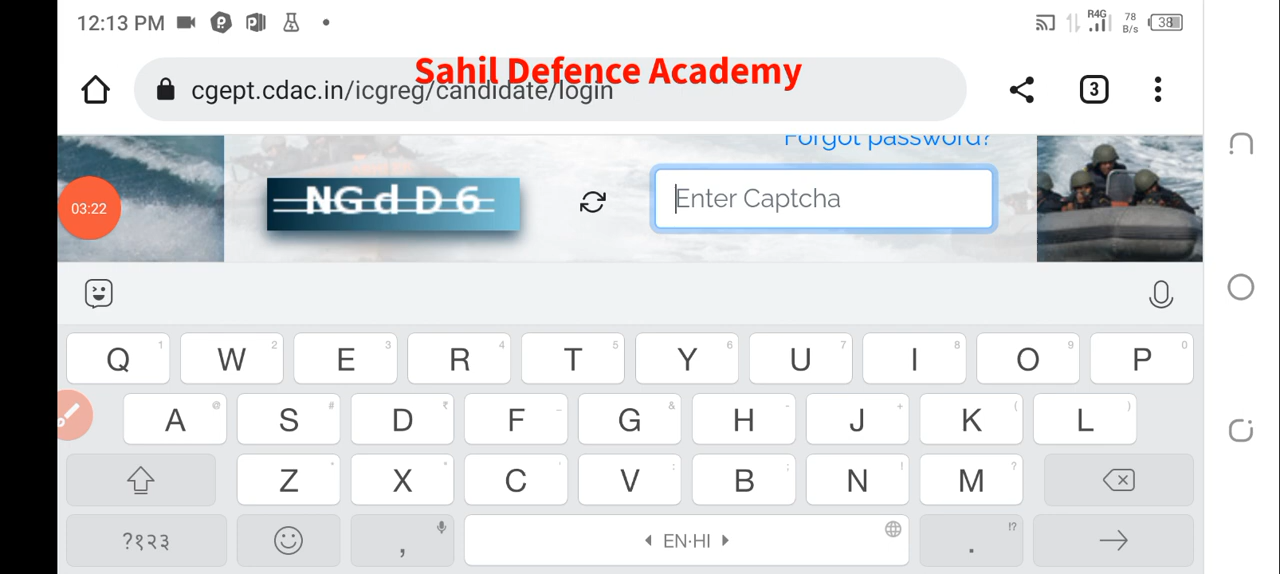 12:13 PM R4G 78 B/s 38
Sahil Defence Academy
cgept.cdac.in/icgreg/candidate/login 3
Forgot password?
03:22 NGdD6 Enter Captcha
Q 1 W 2 E 3 R 4 T 5 Y 6 U 7 I 8 O 9 P 0
A @ S # D ₹ F _ G & H - J + K ( L )
Z * X " C ' V : B ; N ! M ?
?१२३ , EN·HI . !?